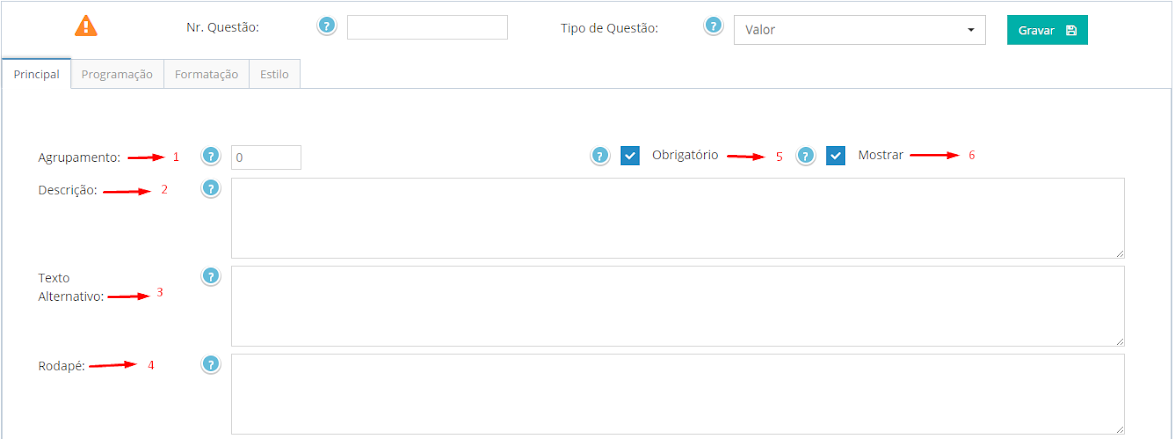 Nr. Questão: ? Tipo de Questão: ? Valor Gravar
Principal Programação Formatação Estilo
Agrupamento: 1 ? 0 ? Obrigatório 5 ? Mostrar 6
Descrição: 2 ?
Texto ?
Alternativo: 3
Rodapé: 4 ?